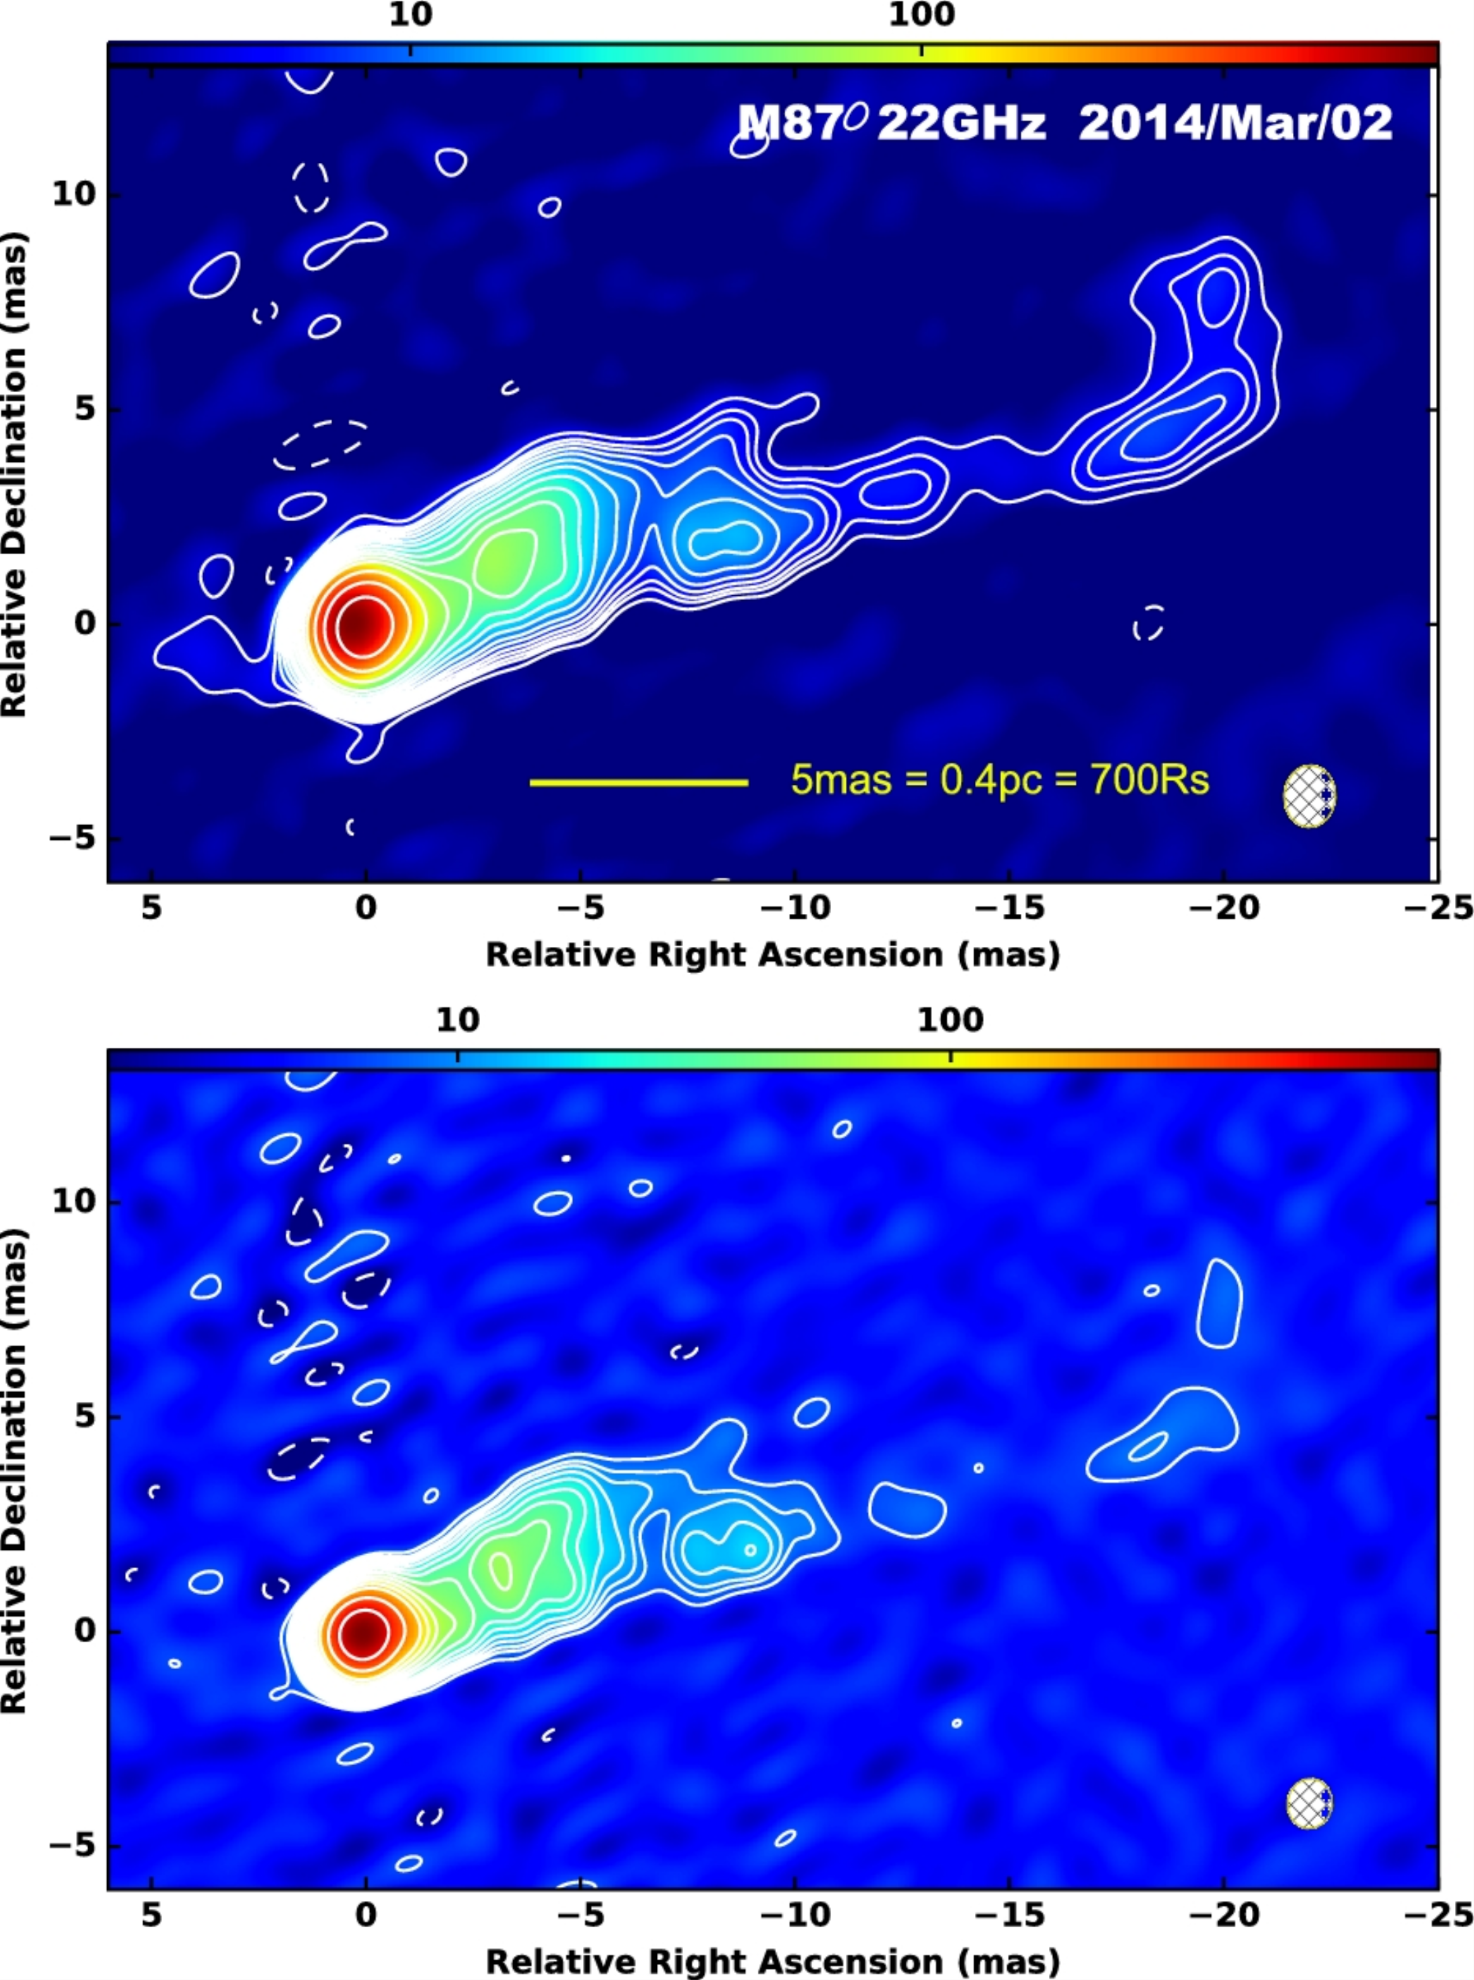 10 100
M87 22GHz 2014/Mar/02
10
5
0
−5
Relative Declination (mas)
5mas = 0.4pc = 700Rs
5 0 −5 −10 −15 −20 −25
Relative Right Ascension (mas)
10 100
10
5
0
−5
Relative Declination (mas)
5 0 −5 −10 −15 −20 −25
Relative Right Ascension (mas)